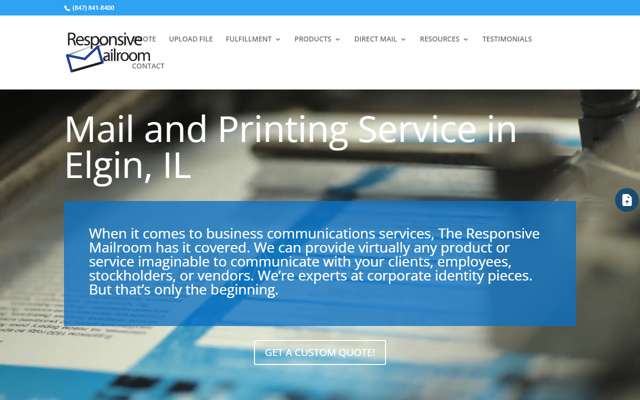 (847) 841-8400
Responsive
Mailroom
UPLOAD FILE
FULFILLMENT
PRODUCTS
DIRECT MAIL
RESOURCES
TESTIMONIALS
CONTACT
Mail and Printing Service in
Elgin, IL
When it comes to business communications services, The Responsive
Mailroom has it covered. We can provide virtually any product or
service imaginable to communicate with your clients, employees,
stockholders, or vendors. We’re experts at corporate identity pieces.
But that’s only the beginning.
GET A CUSTOM QUOTE!